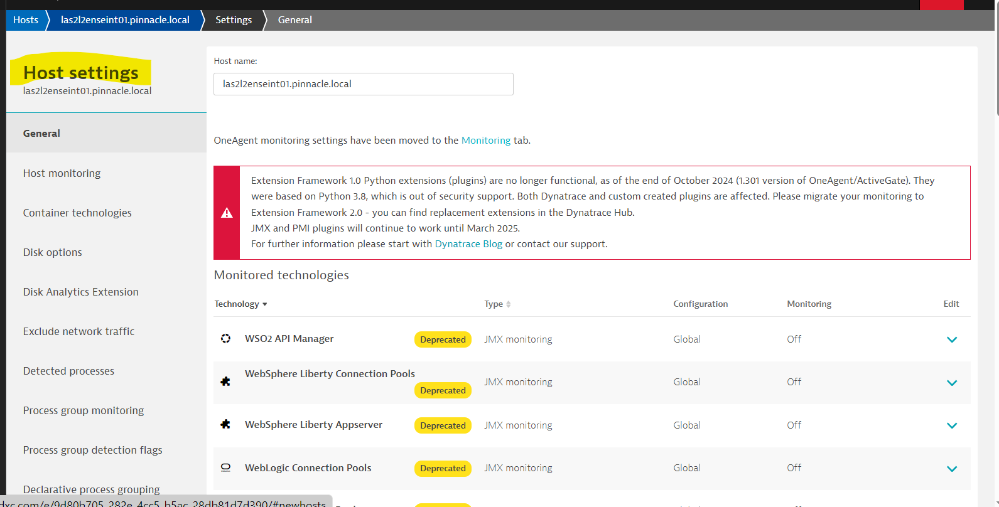 Hosts
las2l2enseint01.pinnacle.local
Settings
General
Host settings
las2l2enseint01.pinnacle.local
General
Host monitoring
Container technologies
Disk options
Disk Analytics Extension
Exclude network traffic
Detected processes
Process group monitoring
Process group detection flags
Declarative process grouping
Host name:
las2l2enseint01.pinnacle.local
OneAgent monitoring settings have been moved to the Monitoring tab.
Extension Framework 1.0 Python extensions (plugins) are no longer functional, as of the end of October 2024 (1.301 version of OneAgent/ActiveGate). They
were based on Python 3.8, which is out of security support. Both Dynatrace and custom created plugins are affected. Please migrate your monitoring to
Extension Framework 2.0 - you can find replacement extensions in the Dynatrace Hub.
JMX and PMI plugins will continue to work until March 2025.
For further information please start with Dynatrace Blog or contact our support.
Monitored technologies
Technology Type Configuration Monitoring Edit
WSO2 API Manager Deprecated JMX monitoring Global Off
WebSphere Liberty Connection Pools Deprecated JMX monitoring Global Off
WebSphere Liberty Appserver Deprecated JMX monitoring Global Off
WebLogic Connection Pools Deprecated JMX monitoring Global Off